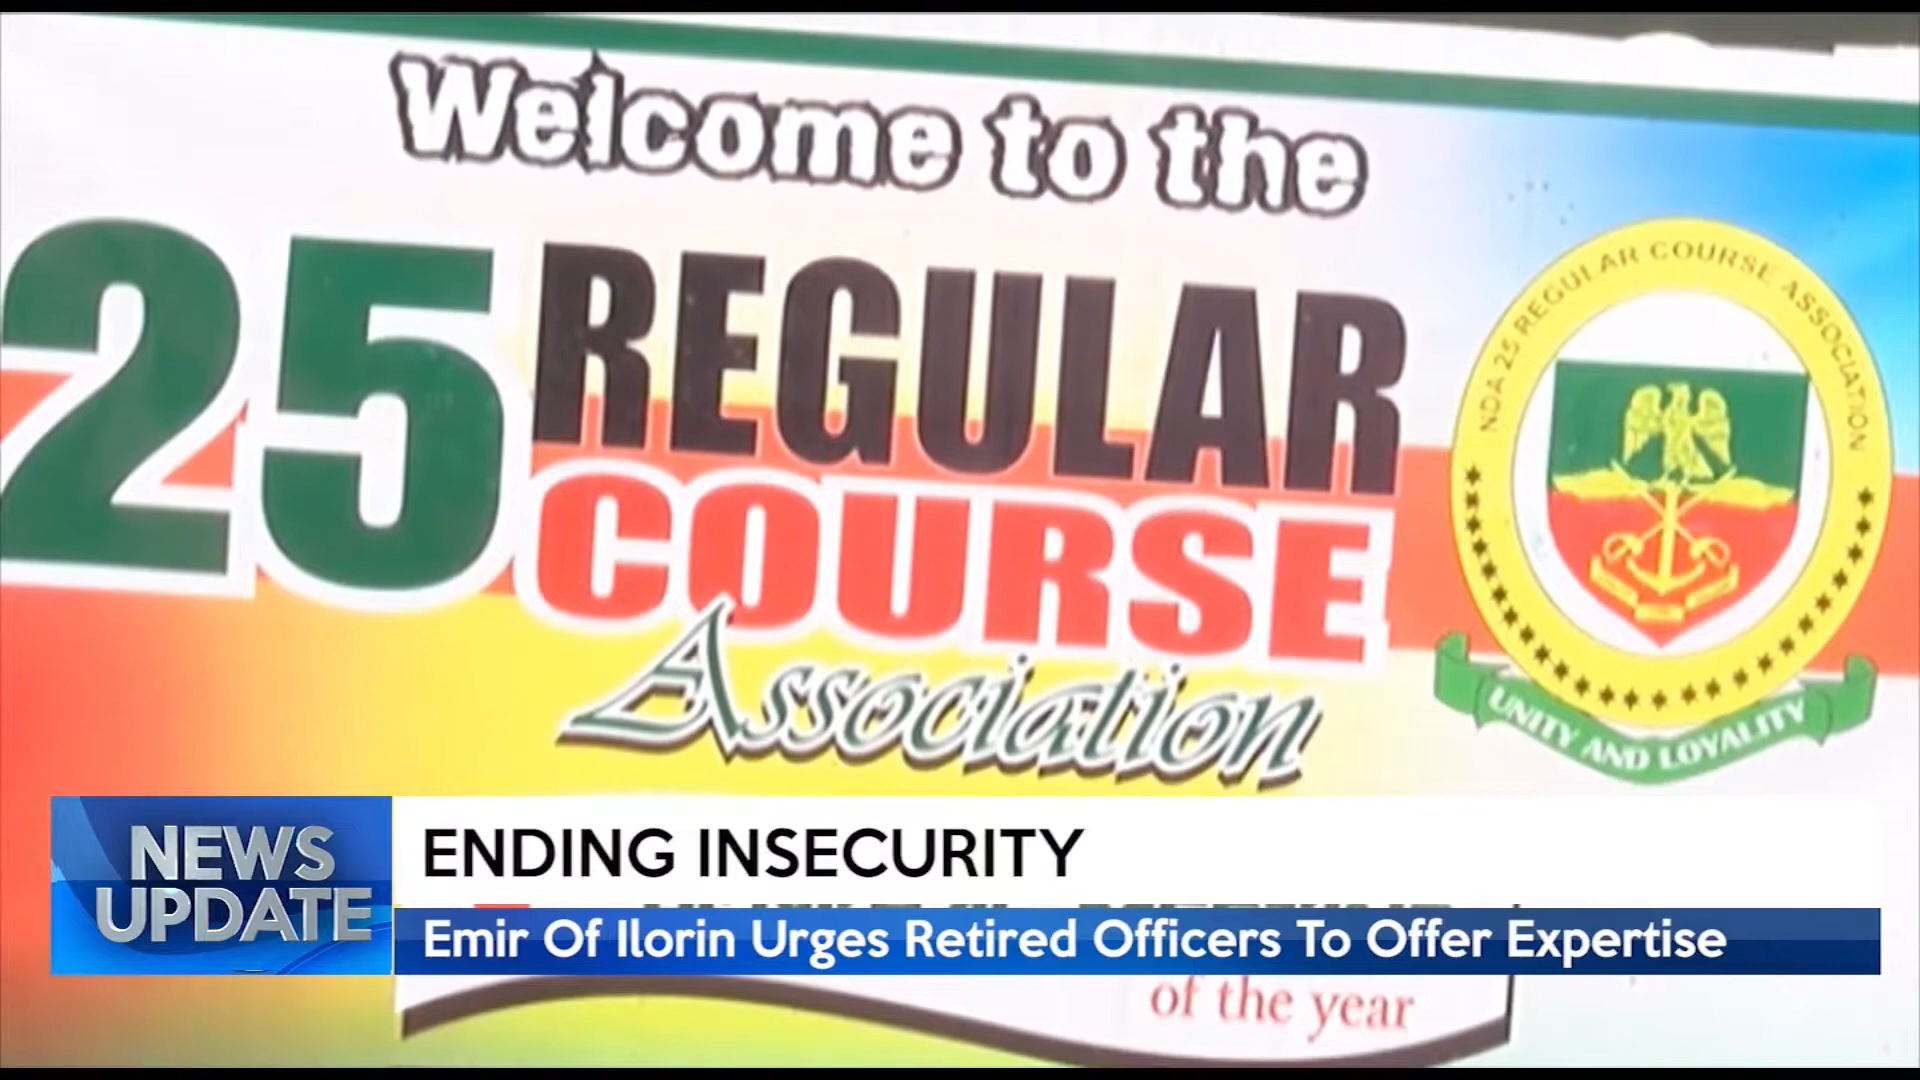 Welcome to the
25 REGULAR
COURSE
Association
NDA 25 REGULAR COURSE ASSOCIATION
UNITY AND LOYALITY
NEWS
UPDATE
ENDING INSECURITY
Emir Of Ilorin Urges Retired Officers To Offer Expertise
of the year